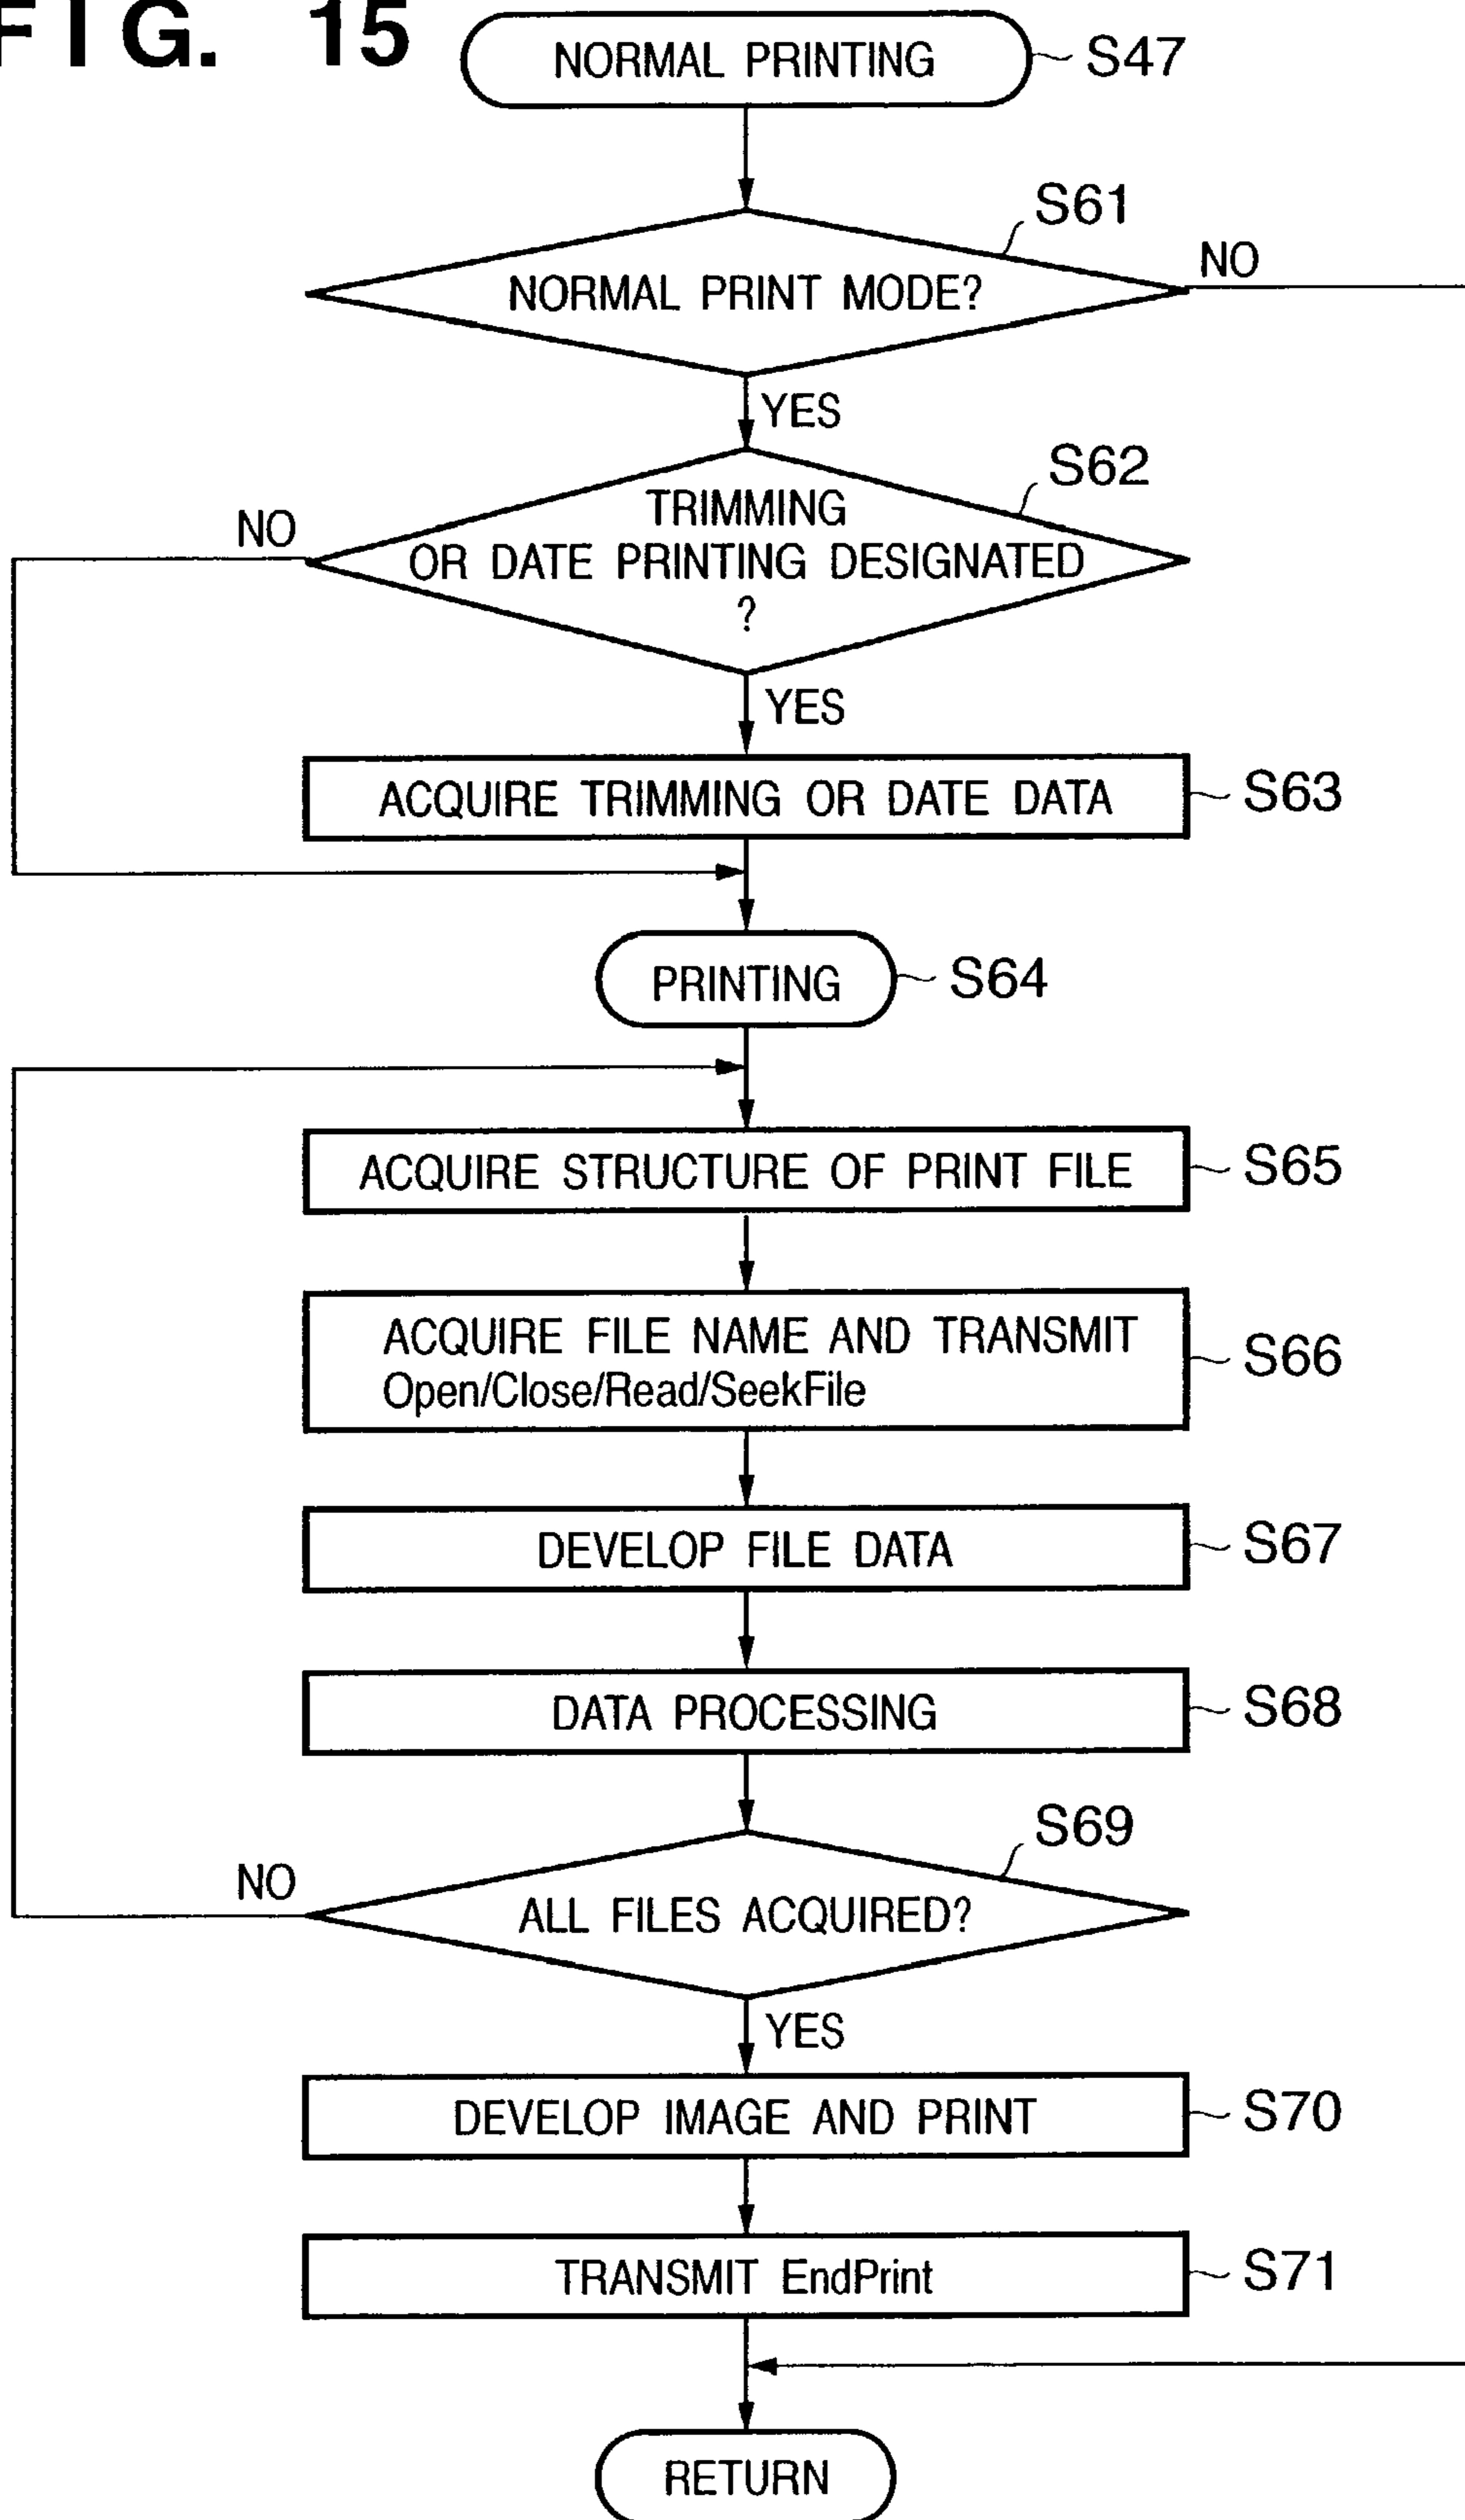 FIG. 15
NORMAL PRINTING
S47
S61
NORMAL PRINT MODE?
NO
YES
S62
TRIMMING
OR DATE PRINTING DESIGNATED
?
NO
YES
ACQUIRE TRIMMING OR DATE DATA
S63
PRINTING
S64
ACQUIRE STRUCTURE OF PRINT FILE
S65
ACQUIRE FILE NAME AND TRANSMIT
Open/Close/Read/SeekFile
S66
DEVELOP FILE DATA
S67
DATA PROCESSING
S68
S69
ALL FILES ACQUIRED?
NO
YES
DEVELOP IMAGE AND PRINT
S70
TRANSMIT EndPrint
S71
RETURN